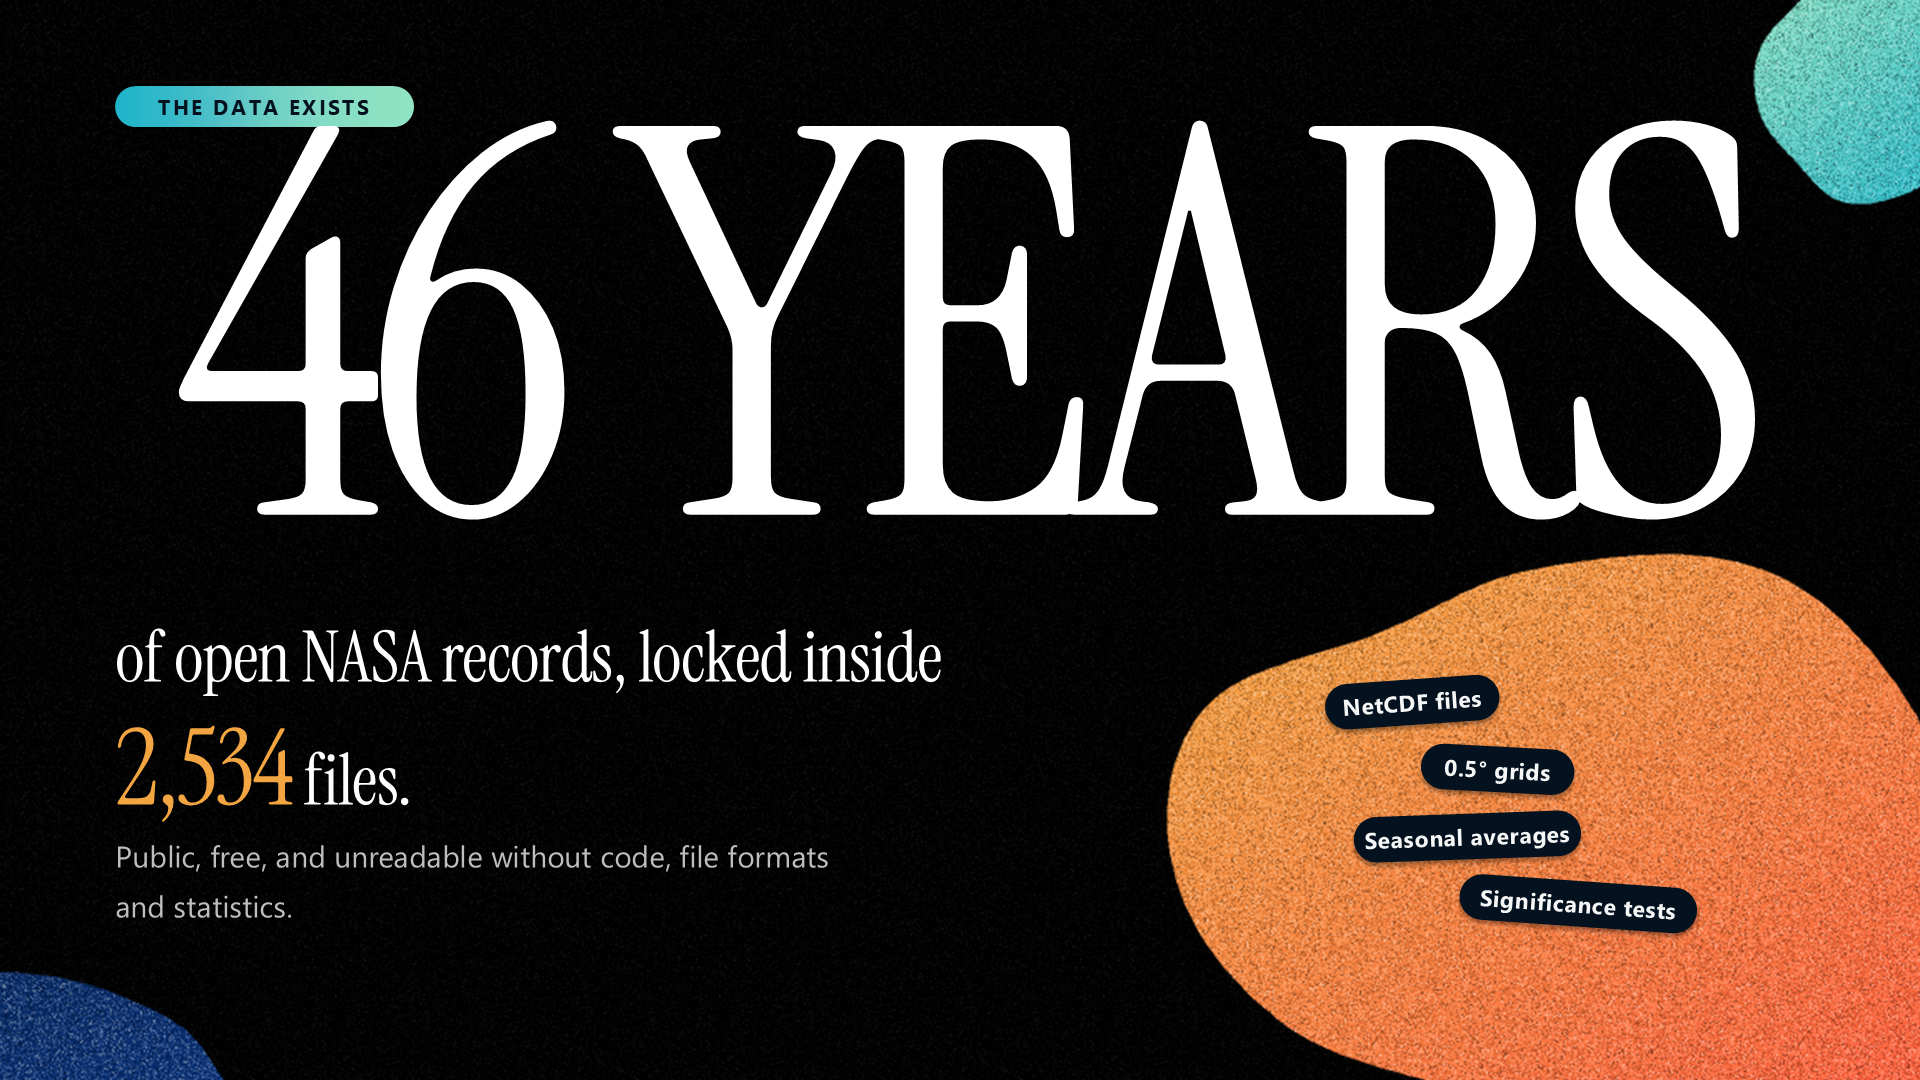 THE DATA EXISTS
46 YEARS
of open NASA records, locked inside
2,534 files.
Public, free, and unreadable without code, file formats
and statistics.
NetCDF files
0.5° grids
Seasonal averages
Significance tests